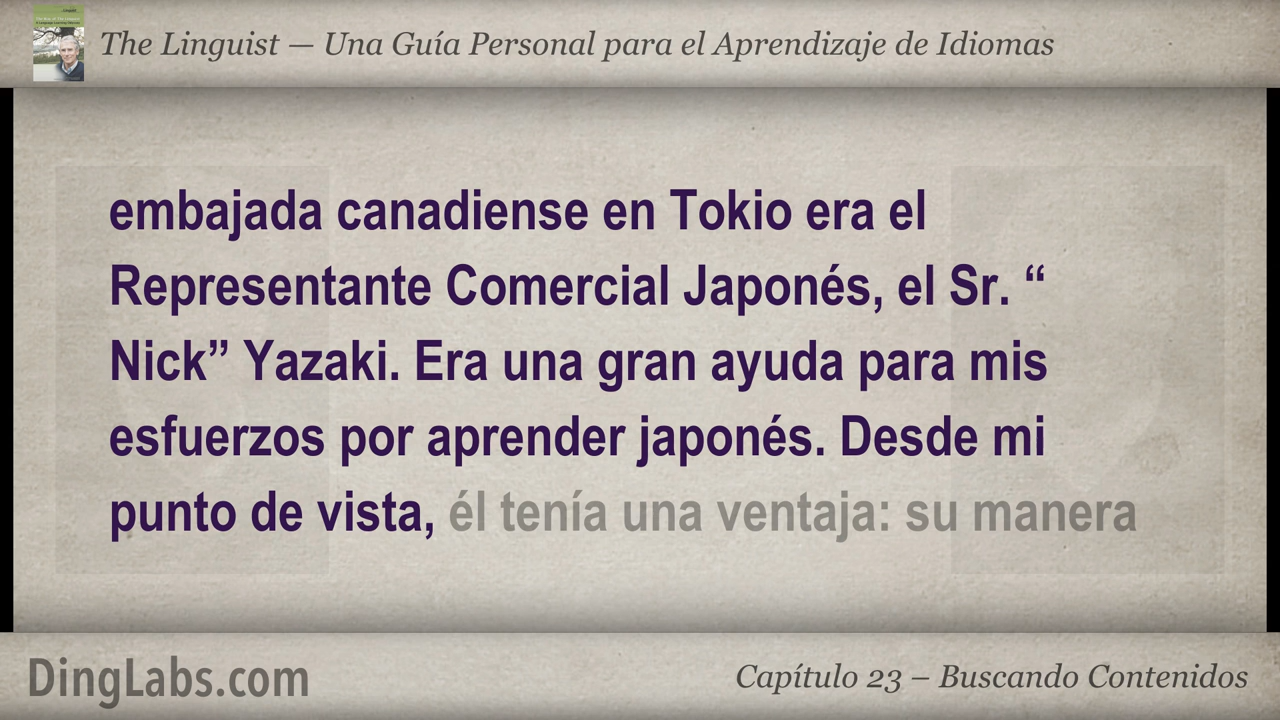 The Linguist — Una Guía Personal para el Aprendizaje de Idiomas
embajada canadiense en Tokio era el
Representante Comercial Japonés, el Sr. “
Nick” Yazaki. Era una gran ayuda para mis
esfuerzos por aprender japonés. Desde mi
punto de vista, él tenía una ventaja: su manera
DingLabs.com
Capítulo 23 – Buscando Contenidos